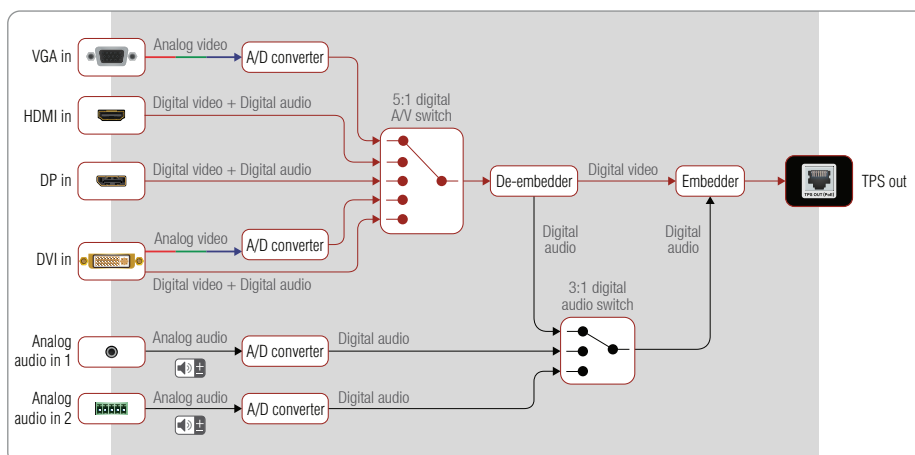 VGA in
Analog video
A/D converter
HDMI in
Digital video + Digital audio
5:1 digital
A/V switch
DP in
Digital video + Digital audio
De-embedder
Digital video
Embedder
TPS OUT (PoE)
TPS out
DVI in
Analog video
A/D converter
Digital video + Digital audio
Digital
audio
Digital
audio
3:1 digital
audio switch
Analog
audio in 1
Analog audio
A/D converter
Digital audio
Analog
audio in 2
Analog audio
A/D converter
Digital audio